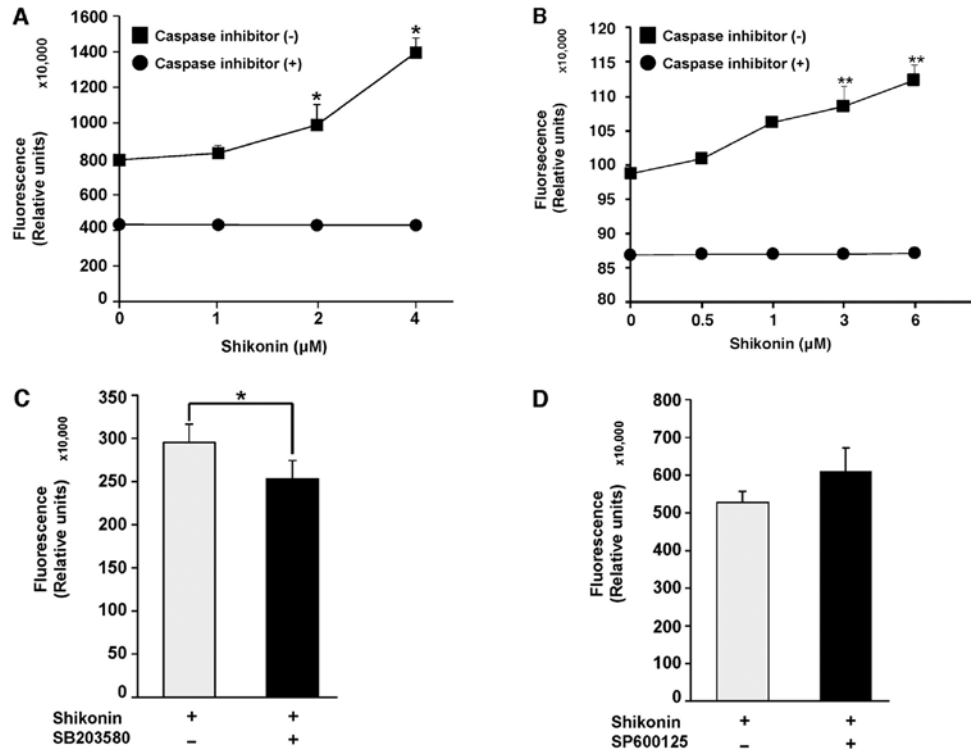 A
x10,000
Fluorescence
(Relative units)
1600
1400
1200
1000
800
600
400
200
0
Caspase inhibitor (-)
Caspase inhibitor (+)
*
*
0 1 2 4
Shikonin (µM)
B
x10,000
Fluorsecence
(Relative units)
120
115
110
105
100
95
90
85
80
Caspase inhibitor (-)
Caspase inhibitor (+)
**
**
0 0.5 1 3 6
Shikonin (µM)
C
x10,000
Fluorescence
(Relative units)
350
300
250
200
150
100
50
0
*
Shikonin + +
SB203580 – +
D
x10,000
Fluorescence
(Relative units)
800
700
600
500
400
300
200
100
0
Shikonin + +
SP600125 – +